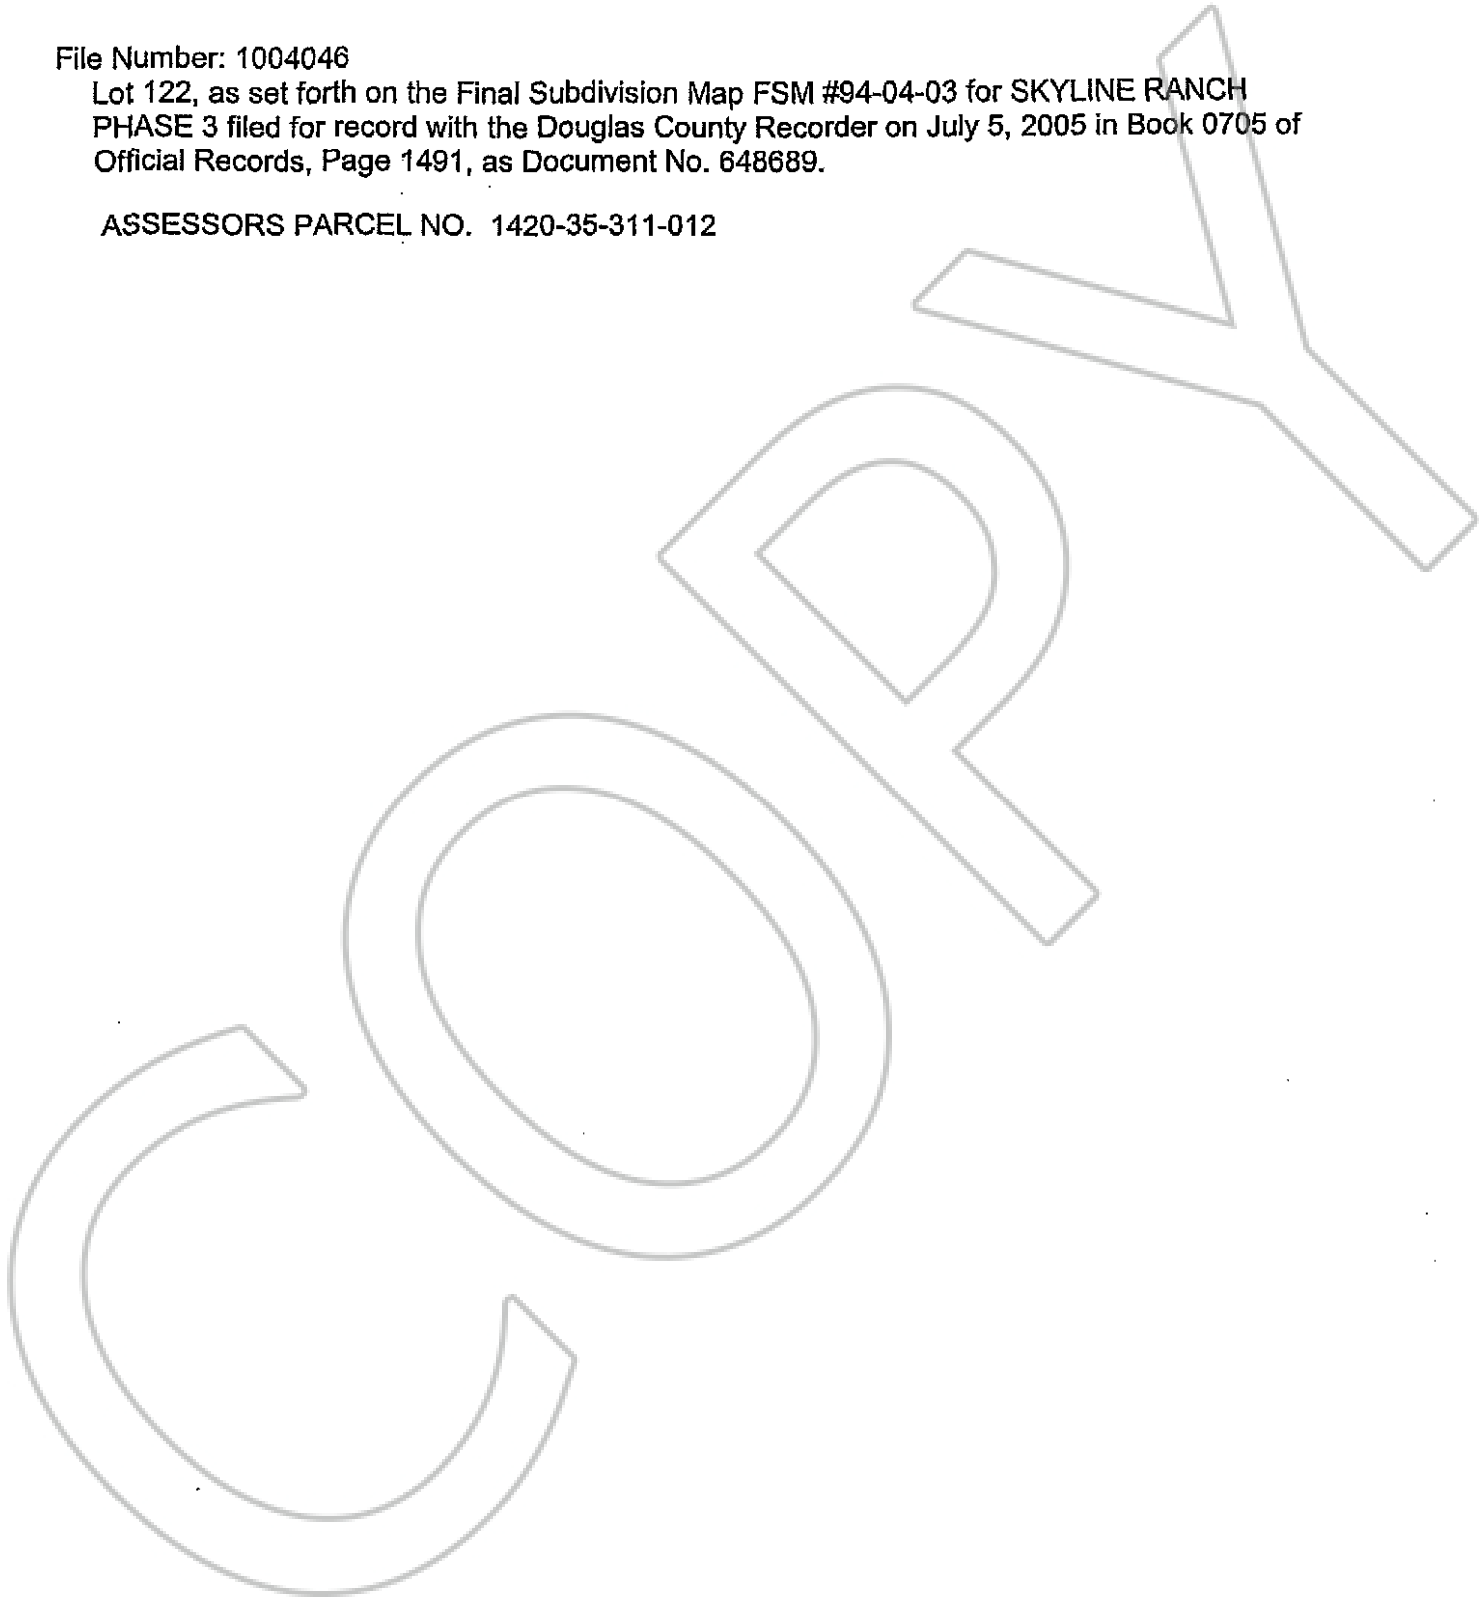 File Number: 1004046
Lot 122, as set forth on the Final Subdivision Map FSM #94-04-03 for SKYLINE RANCH
PHASE 3 filed for record with the Douglas County Recorder on July 5, 2005 in Book 0705 of
Official Records, Page 1491, as Document No. 648689.
ASSESSORS PARCEL NO. 1420-35-311-012
COPY